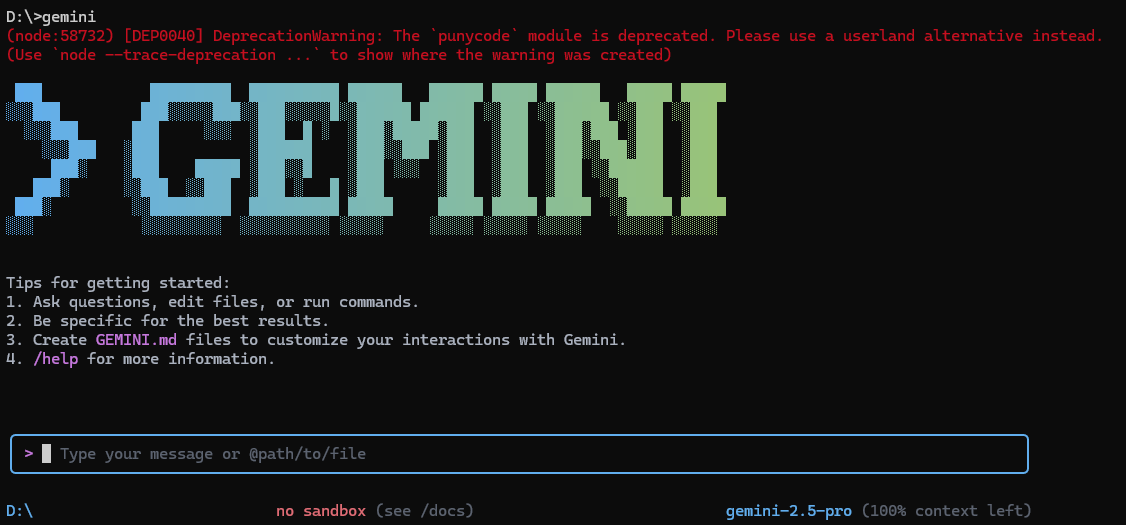 D:\>gemini
(node:58732) [DEP0040] DeprecationWarning: The `punycode` module is deprecated. Please use a userland alternative instead.
(Use `node --trace-deprecation ...` to show where the warning was created)
> GEMINI
Tips for getting started:
1. Ask questions, edit files, or run commands.
2. Be specific for the best results.
3. Create GEMINI.md files to customize your interactions with Gemini.
4. /help for more information.
> Type your message or @path/to/file
D:\ no sandbox (see /docs) gemini-2.5-pro (100% context left)